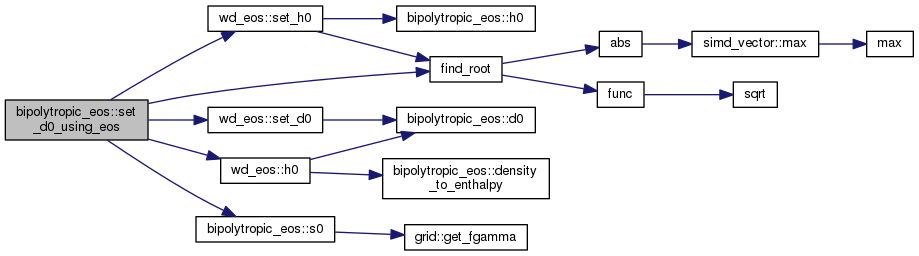 bipolytropic_eos::set
_d0_using_eos
wd_eos::set_h0
bipolytropic_eos::h0
find_root
abs
simd_vector::max
max
func
sqrt
wd_eos::set_d0
bipolytropic_eos::d0
wd_eos::h0
bipolytropic_eos::density
_to_enthalpy
bipolytropic_eos::s0
grid::get_fgamma